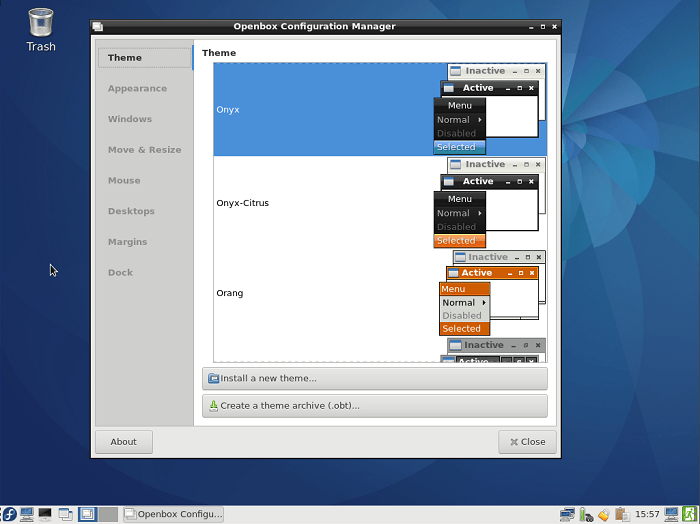 Trash
Openbox Configuration Manager
Theme
Appearance
Windows
Move & Resize
Mouse
Desktops
Margins
Dock
Theme
Onyx
Inactive
Active
Menu
Normal
Disabled
Selected
Onyx-Citrus
Inactive
Active
Menu
Normal
Disabled
Selected
Orang
Inactive
Active
Menu
Normal
Disabled
Selected
Inactive
Active
Install a new theme...
Create a theme archive (.obt)...
About
Close
Openbox Configu...
15:57